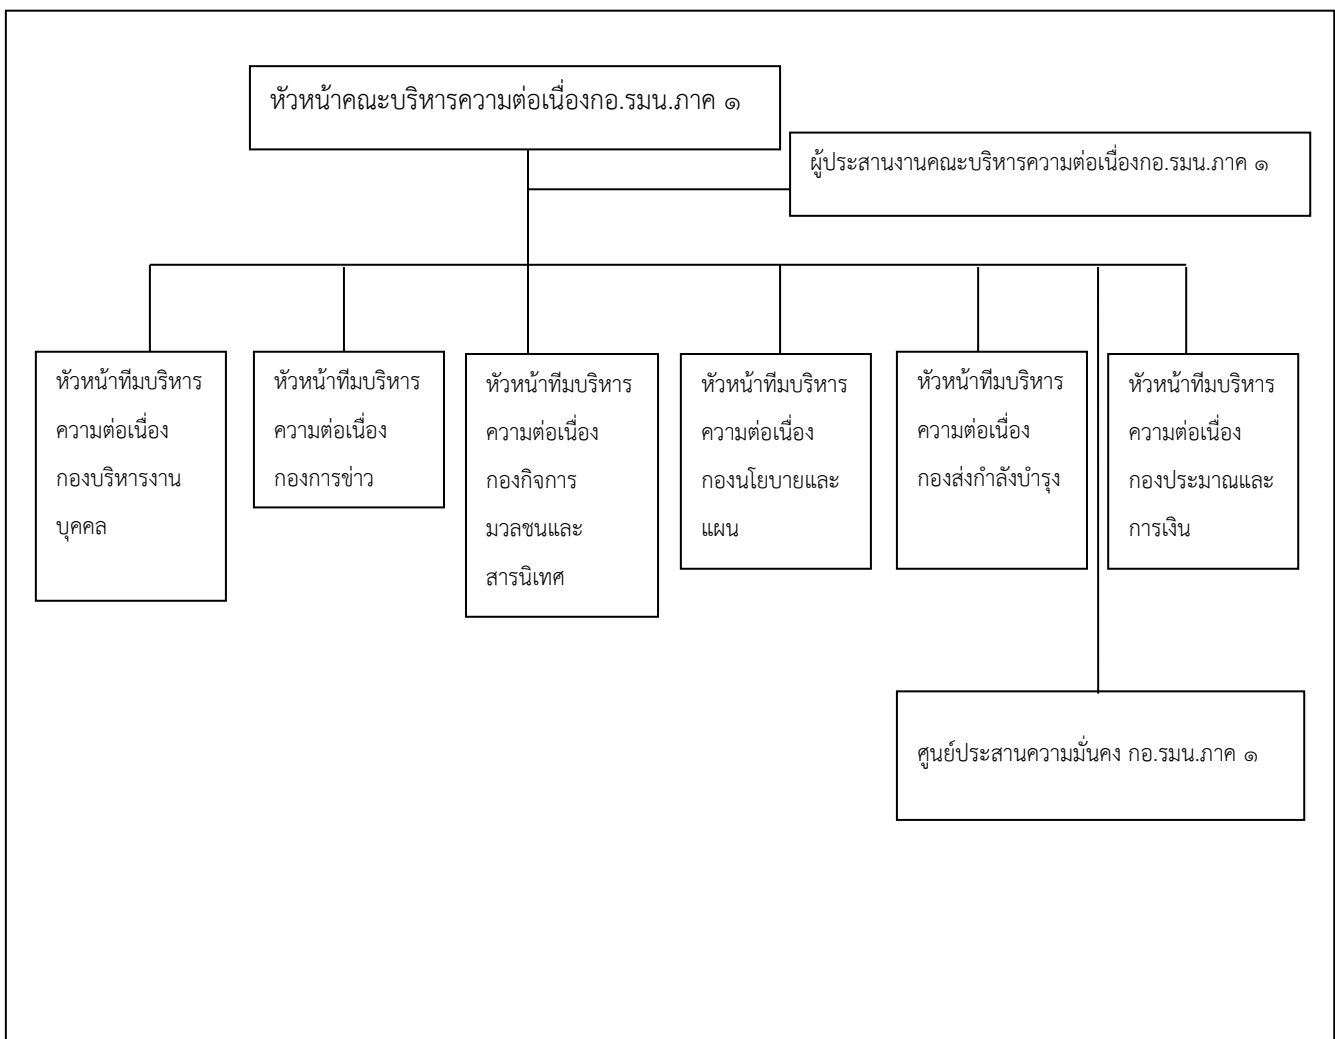 หัวหน้าคณะบริหารความต่อเนื่องกอ.รมน.ภาค ๑
ผู้ประสานงานคณะบริหารความต่อเนื่องกอ.รมน.ภาค ๑
หัวหน้าทีมบริหาร
ความต่อเนื่อง
กองบริหารงาน
บุคคล
หัวหน้าทีมบริหาร
ความต่อเนื่อง
กองการข่าว
หัวหน้าทีมบริหาร
ความต่อเนื่อง
กองกิจการ
มวลชนและ
สารนิเทศ
หัวหน้าทีมบริหาร
ความต่อเนื่อง
กองนโยบายและ
แผน
หัวหน้าทีมบริหาร
ความต่อเนื่อง
กองส่งกำลังบำรุง
หัวหน้าทีมบริหาร
ความต่อเนื่อง
กองประมาณและ
การเงิน
ศูนย์ประสานความมั่นคง กอ.รมน.ภาค ๑